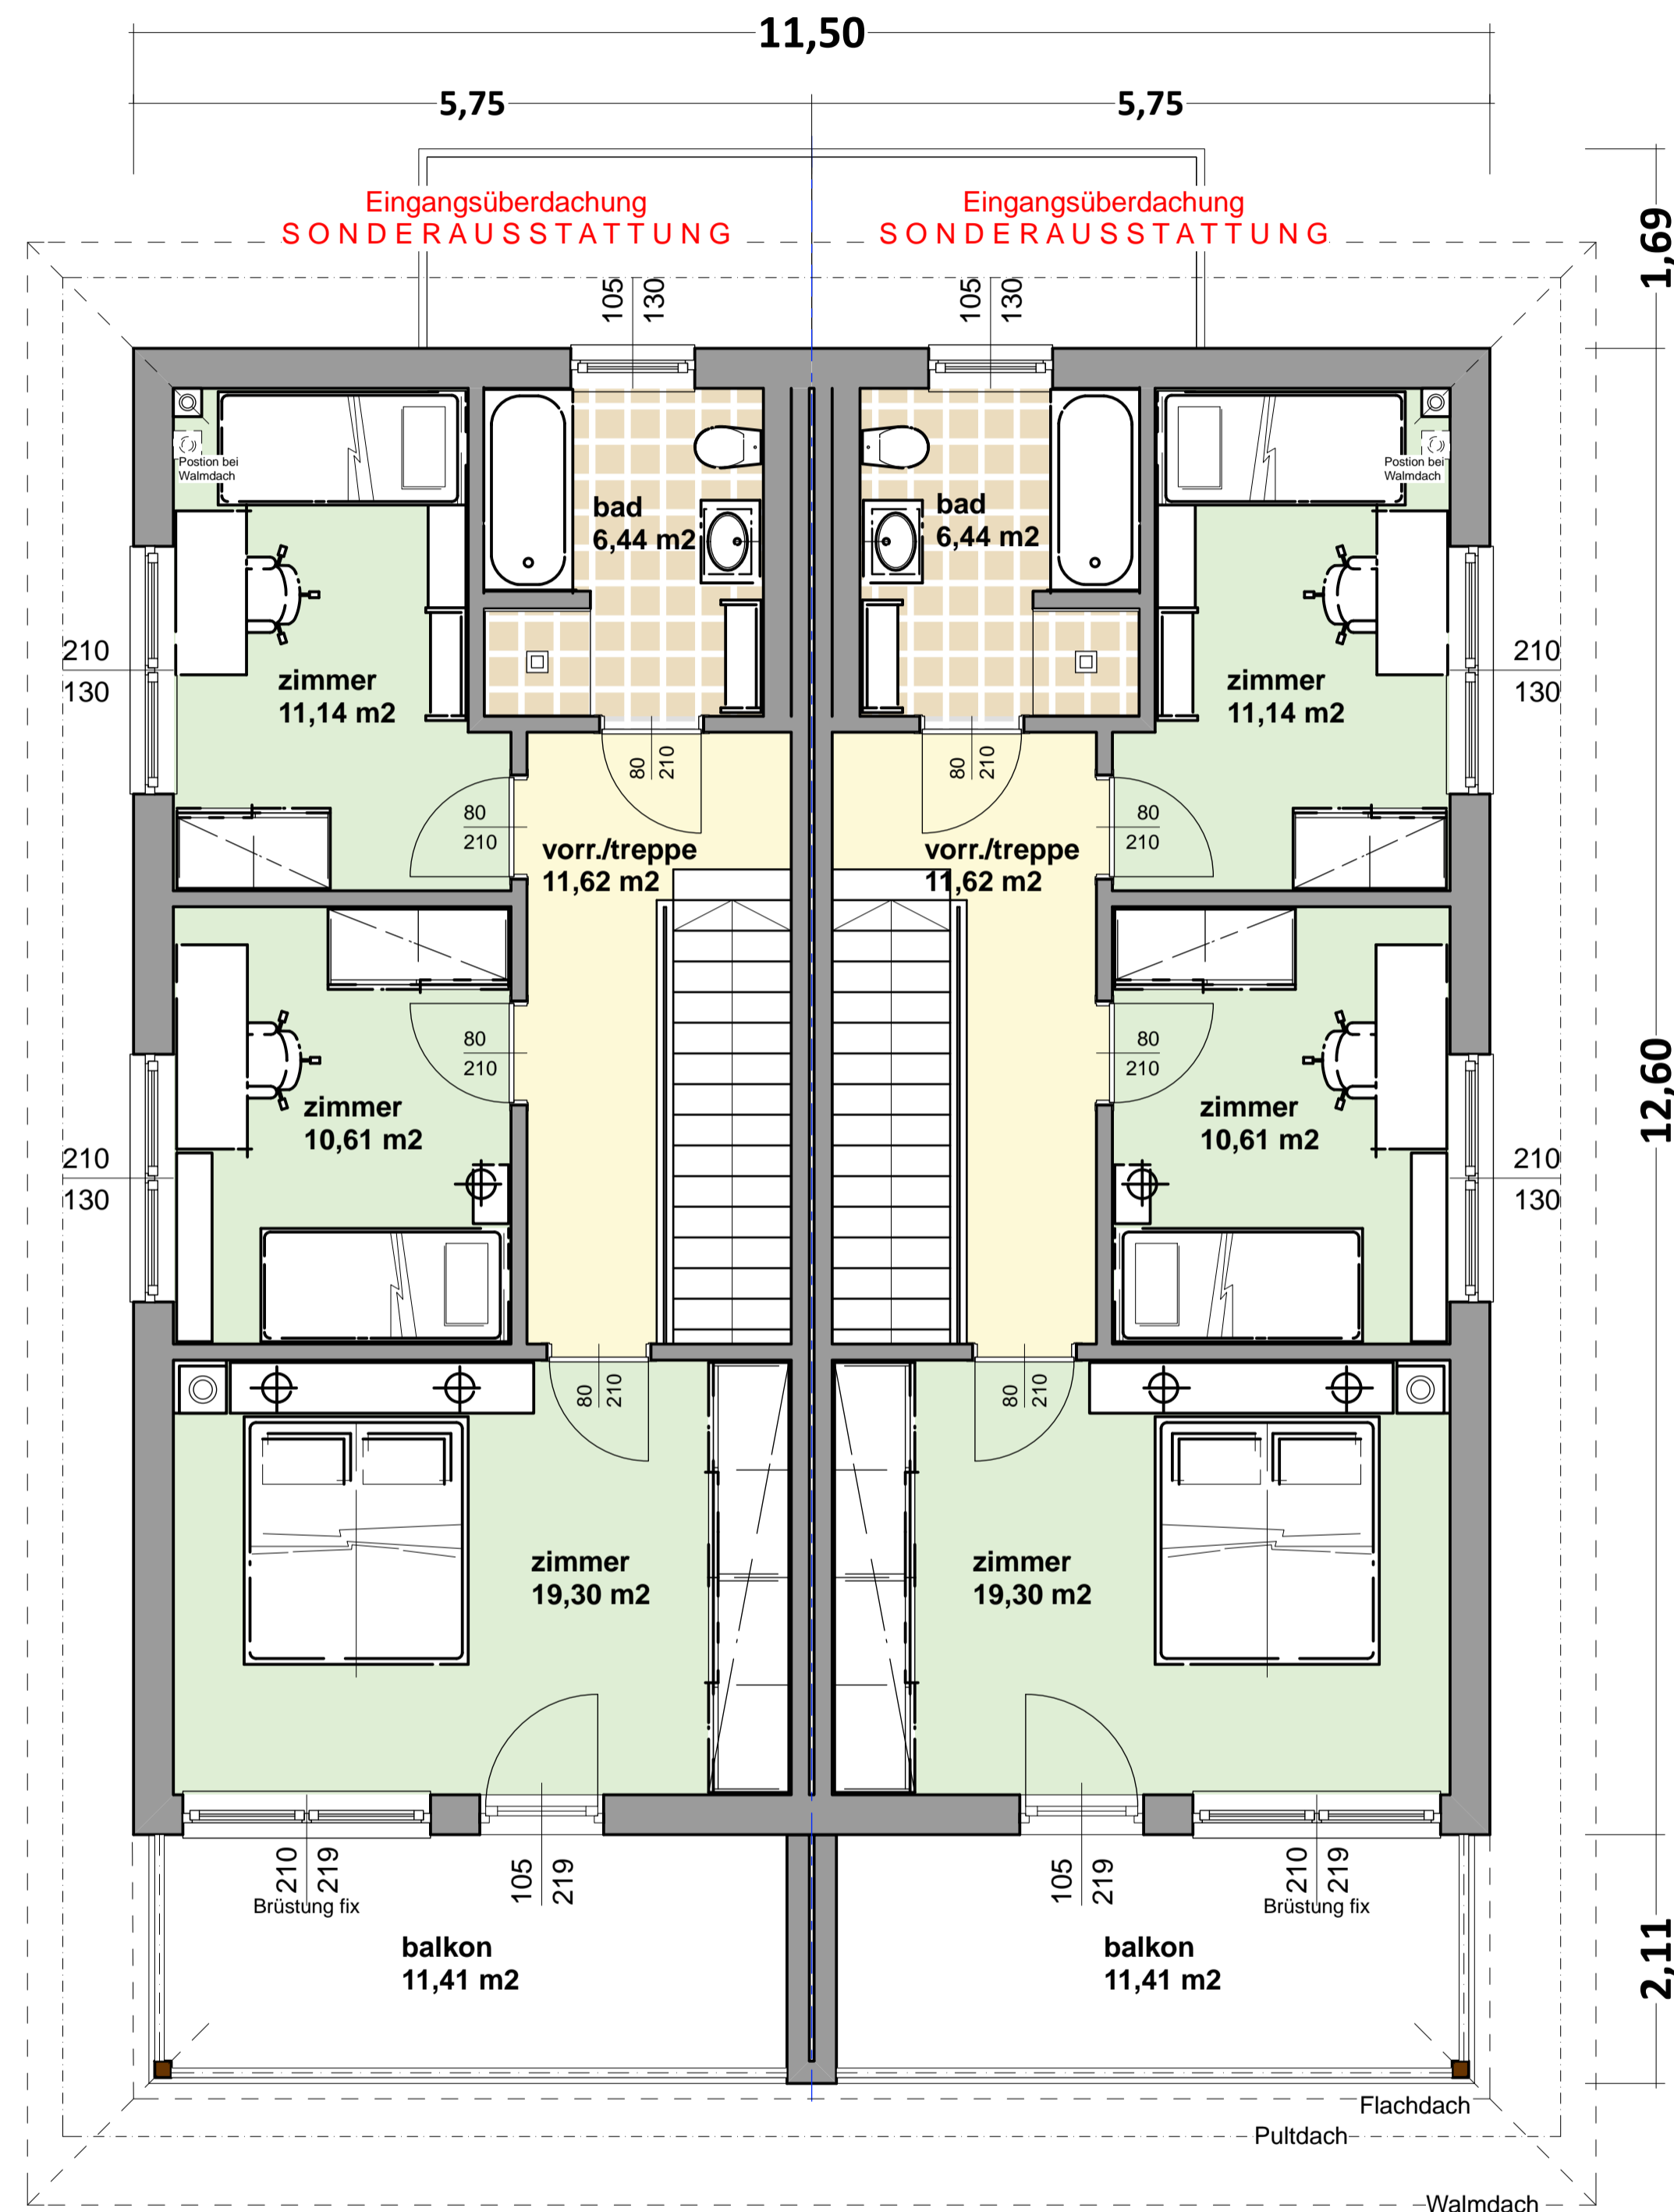 11,50
5,75 5,75
Eingangsüberdachung
SONDERAUSSTATTUNG
Eingangsüberdachung
SONDERAUSSTATTUNG
1,69
105
130
105
130
Postion bei
Walmdach
Postion bei
Walmdach
bad
6,44 m2
bad
6,44 m2
210
130
zimmer
11,14 m2
zimmer
11,14 m2
210
130
80
210
80
210
80
210
80
210
vorr./treppe
11,62 m2
vorr./treppe
11,62 m2
80
210
80
210
12,60
zimmer
10,61 m2
zimmer
10,61 m2
210
130
210
130
80
210
80
210
zimmer
19,30 m2
zimmer
19,30 m2
210
219
Brüstung fix
105
219
105
219
210
219
Brüstung fix
balkon
11,41 m2
balkon
11,41 m2
2,11
Flachdach
Pultdach
Walmdach